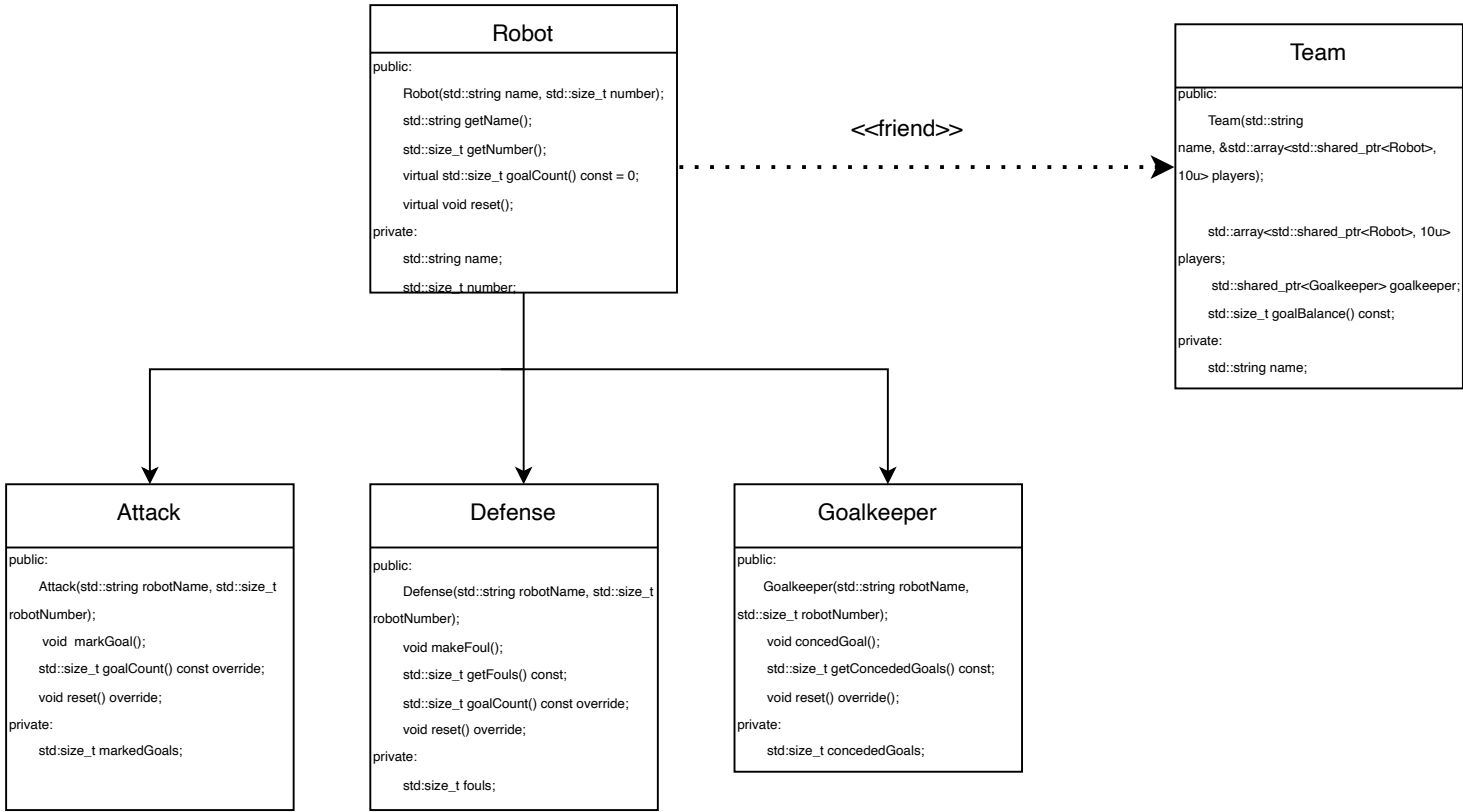 Robot
public:
Robot(std::string name, std::size_t number);
std::string getName();
std::size_t getNumber();
virtual std::size_t goalCount() const = 0;
virtual void reset();
private:
std::string name;
std::size_t number;
<<friend>>
Team
public:
Team(std::string
name, &std::array<std::shared_ptr<Robot>,
10u> players);
std::array<std::shared_ptr<Robot>, 10u>
players;
std::shared_ptr<Goalkeeper> goalkeeper;
std::size_t goalBalance() const;
private:
std::string name;
Attack
public:
Attack(std::string robotName, std::size_t
robotNumber);
void  markGoal();
std::size_t goalCount() const override;
void reset() override;
private:
std:size_t markedGoals;
Defense
public:
Defense(std::string robotName, std::size_t
robotNumber);
void makeFoul();
std::size_t getFouls() const;
std::size_t goalCount() const override;
void reset() override;
private:
std:size_t fouls;
Goalkeeper
public:
Goalkeeper(std::string robotName,
std::size_t robotNumber);
void concedGoal();
std::size_t getConcededGoals() const;
void reset() override();
private:
std:size_t concededGoals;